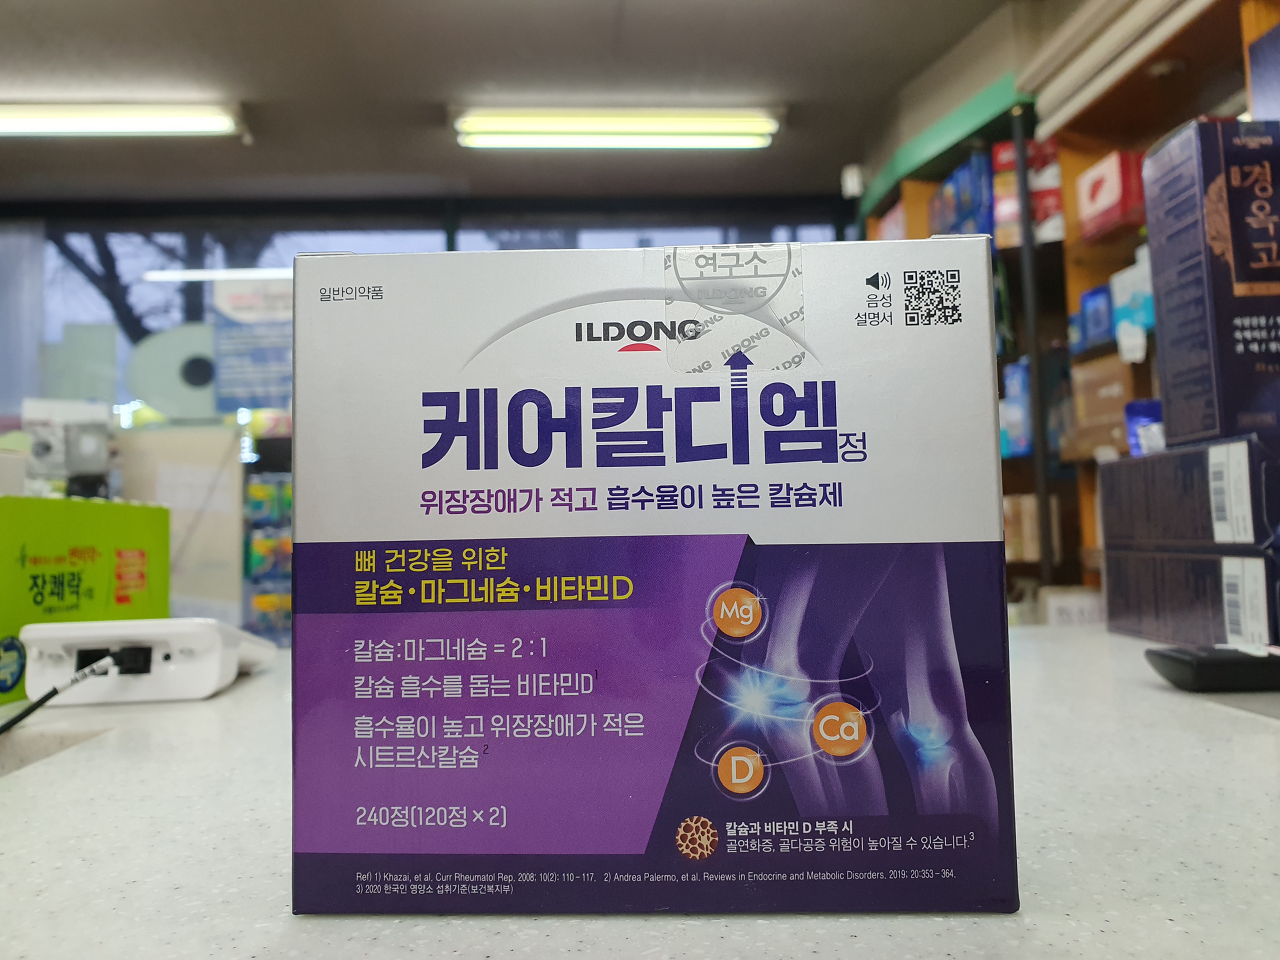 연구소
ILDONG
일반의약품
음성
설명서
ILDONG
ILDONG
케어칼디엠정
위장장애가 적고 흡수율이 높은 칼슘제
뼈 건강을 위한
칼슘·마그네슘·비타민D
칼슘:마그네슘 = 2 : 1
칼슘 흡수를 돕는 비타민D1
흡수율이 높고 위장장애가 적은
시트르산칼슘2
240정(120정 × 2)
Mg
Ca
D
칼슘과 비타민 D 부족 시
골연화증, 골다공증 위험이 높아질 수 있습니다.3
Ref) 1) Khazai, et al. Curr Rheumatol Rep. 2008; 10(2): 110-117. 2) Andrea Palermo, et al. Reviews in Endocrine and Metabolic Disorders. 2019; 20:353-364.
3) 2020 한국인 영양소 섭취기준(보건복지부)
장쾌락
경옥고